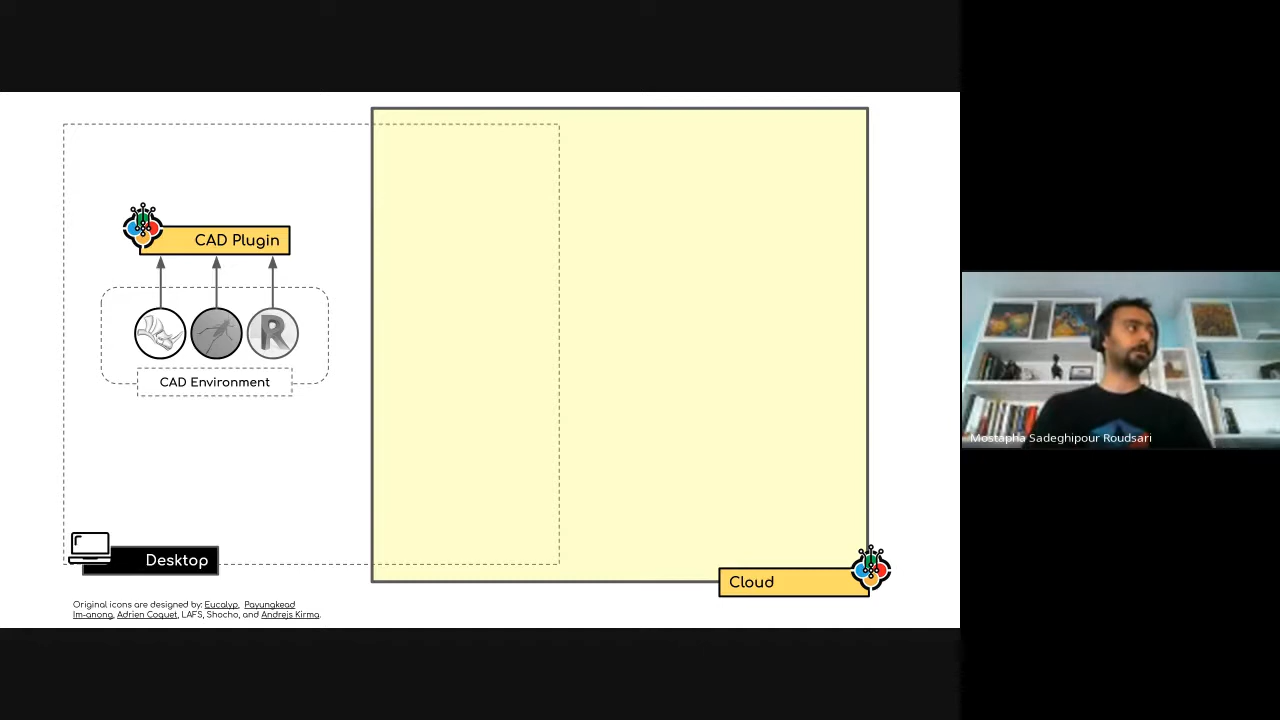 CAD Plugin
R
CAD Environment
Desktop
Cloud
Original icons are designed by: Eucalyp, Payungkead
Im-anong, Adrien Coquet, LAFS, Shocho, and Andrejs Kirma.
Mostapha Sadeghipour Roudsari